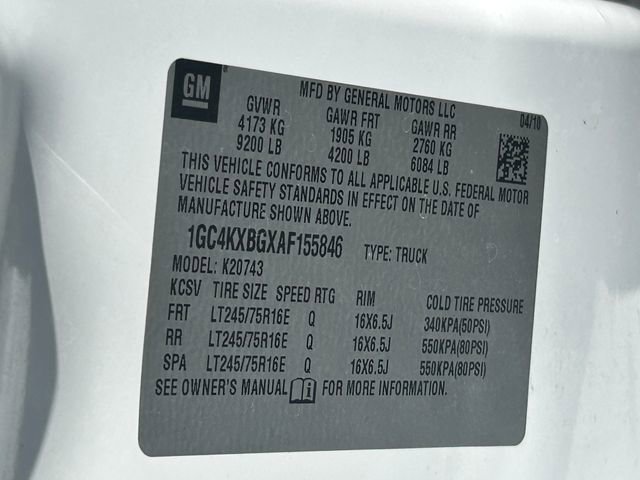 GM ®
MFD BY GENERAL MOTORS LLC
04/10
GVWR GAWR FRT GAWR RR
4173 KG 1905 KG 2760 KG
9200 LB 4200 LB 6084 LB
THIS VEHICLE CONFORMS TO ALL APPLICABLE U.S. FEDERAL MOTOR
VEHICLE SAFETY STANDARDS IN EFFECT ON THE DATE OF
MANUFACTURE SHOWN ABOVE.
1GC4KXBGXAF155846 TYPE: TRUCK
MODEL: K20743
KCSV TIRE SIZE SPEED RTG RIM COLD TIRE PRESSURE
FRT LT245/75R16E Q 16X6.5J 340KPA(50PSI)
RR LT245/75R16E Q 16X6.5J 550KPA(80PSI)
SPA LT245/75R16E Q 16X6.5J 550KPA(80PSI)
SEE OWNER'S MANUAL FOR MORE INFORMATION.